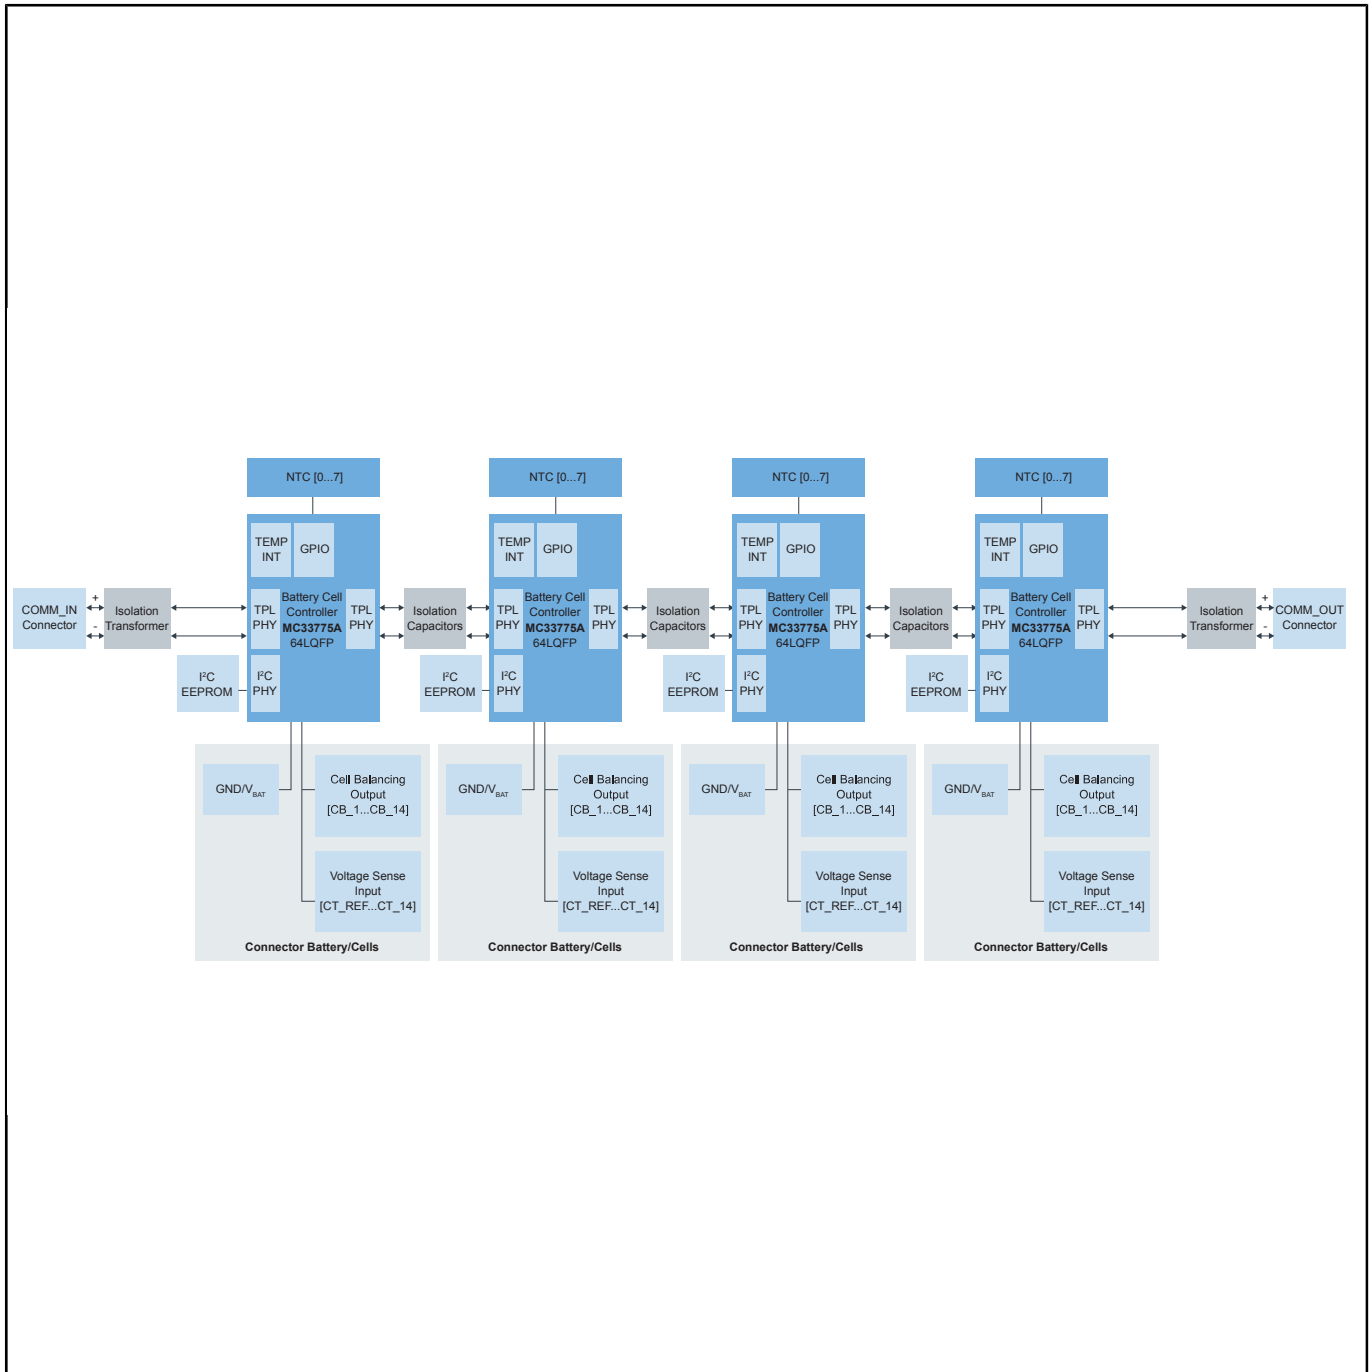 NTC [0...7]
NTC [0...7]
NTC [0...7]
NTC [0...7]
TEMP
INT
GPIO
TEMP
INT
GPIO
TEMP
INT
GPIO
TEMP
INT
GPIO
COMM_IN
Connector
+
-
Isolation
Transformer
TPL
PHY
Battery Cell
Controller
MC33775A
64LQFP
TPL
PHY
Isolation
Capacitors
TPL
PHY
Battery Cell
Controller
MC33775A
64LQFP
TPL
PHY
Isolation
Capacitors
TPL
PHY
Battery Cell
Controller
MC33775A
64LQFP
TPL
PHY
Isolation
Capacitors
TPL
PHY
Battery Cell
Controller
MC33775A
64LQFP
TPL
PHY
Isolation
Transformer
+
-
COMM_OUT
Connector
I²C
EEPROM
I²C
PHY
I²C
EEPROM
I²C
PHY
I²C
EEPROM
I²C
PHY
I²C
EEPROM
I²C
PHY
GND/VBAT
Cell Balancing
Output
[CB_1...CB_14]
Voltage Sense
Input
[CT_REF...CT_14]
Connector Battery/Cells
GND/VBAT
Cell Balancing
Output
[CB_1...CB_14]
Voltage Sense
Input
[CT_REF...CT_14]
Connector Battery/Cells
GND/VBAT
Cell Balancing
Output
[CB_1...CB_14]
Voltage Sense
Input
[CT_REF...CT_14]
Connector Battery/Cells
GND/VBAT
Cell Balancing
Output
[CB_1...CB_14]
Voltage Sense
Input
[CT_REF...CT_14]
Connector Battery/Cells